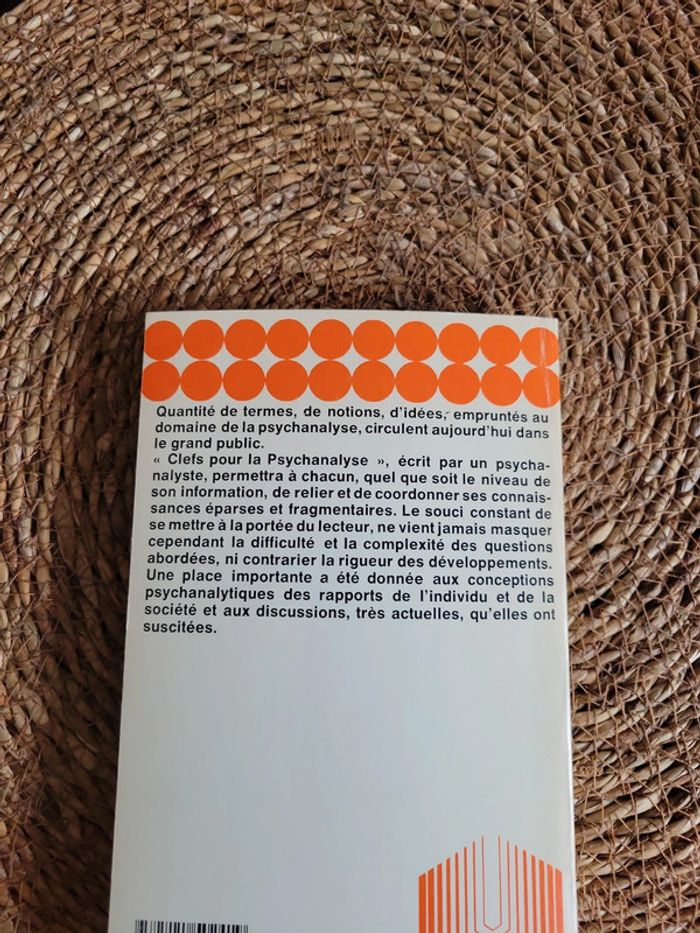 Quantité de termes, de notions, d'idées, empruntés au
domaine de la psychanalyse, circulent aujourd'hui dans
le grand public.
« Clefs pour la Psychanalyse », écrit par un psycha-
nalyste, permettra à chacun, quel que soit le niveau de
son information, de relier et de coordonner ses connais-
sances éparses et fragmentaires. Le souci constant de
se mettre à la portée du lecteur, ne vient jamais masquer
cependant la difficulté et la complexité des questions
abordées, ni contrarier la rigueur des développements.
Une place importante a été donnée aux conceptions
psychanalytiques des rapports de l'individu et de la
société et aux discussions, très actuelles, qu'elles ont
suscitées.